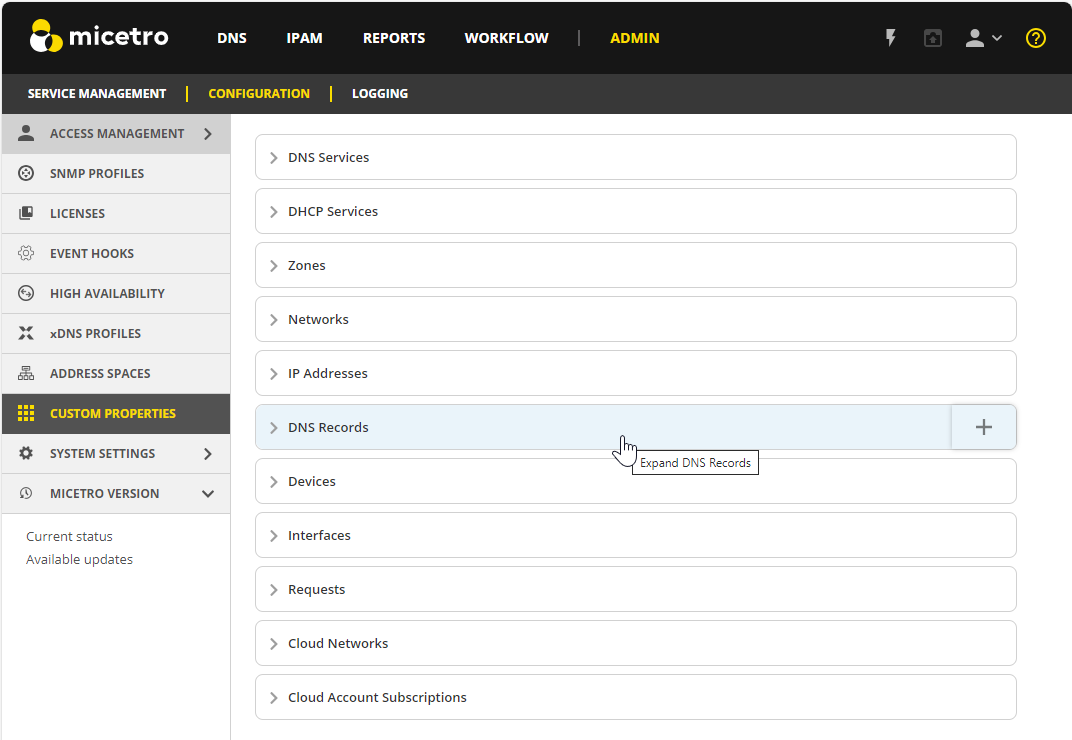 micetro DNS IPAM REPORTS WORKFLOW | ADMIN
SERVICE MANAGEMENT | CONFIGURATION | LOGGING
ACCESS MANAGEMENT
SNMP PROFILES
LICENSES
EVENT HOOKS
HIGH AVAILABILITY
xDNS PROFILES
ADDRESS SPACES
CUSTOM PROPERTIES
SYSTEM SETTINGS
MICETRO VERSION
Current status
Available updates
DNS Services
DHCP Services
Zones
Networks
IP Addresses
DNS Records
Expand DNS Records
Devices
Interfaces
Requests
Cloud Networks
Cloud Account Subscriptions